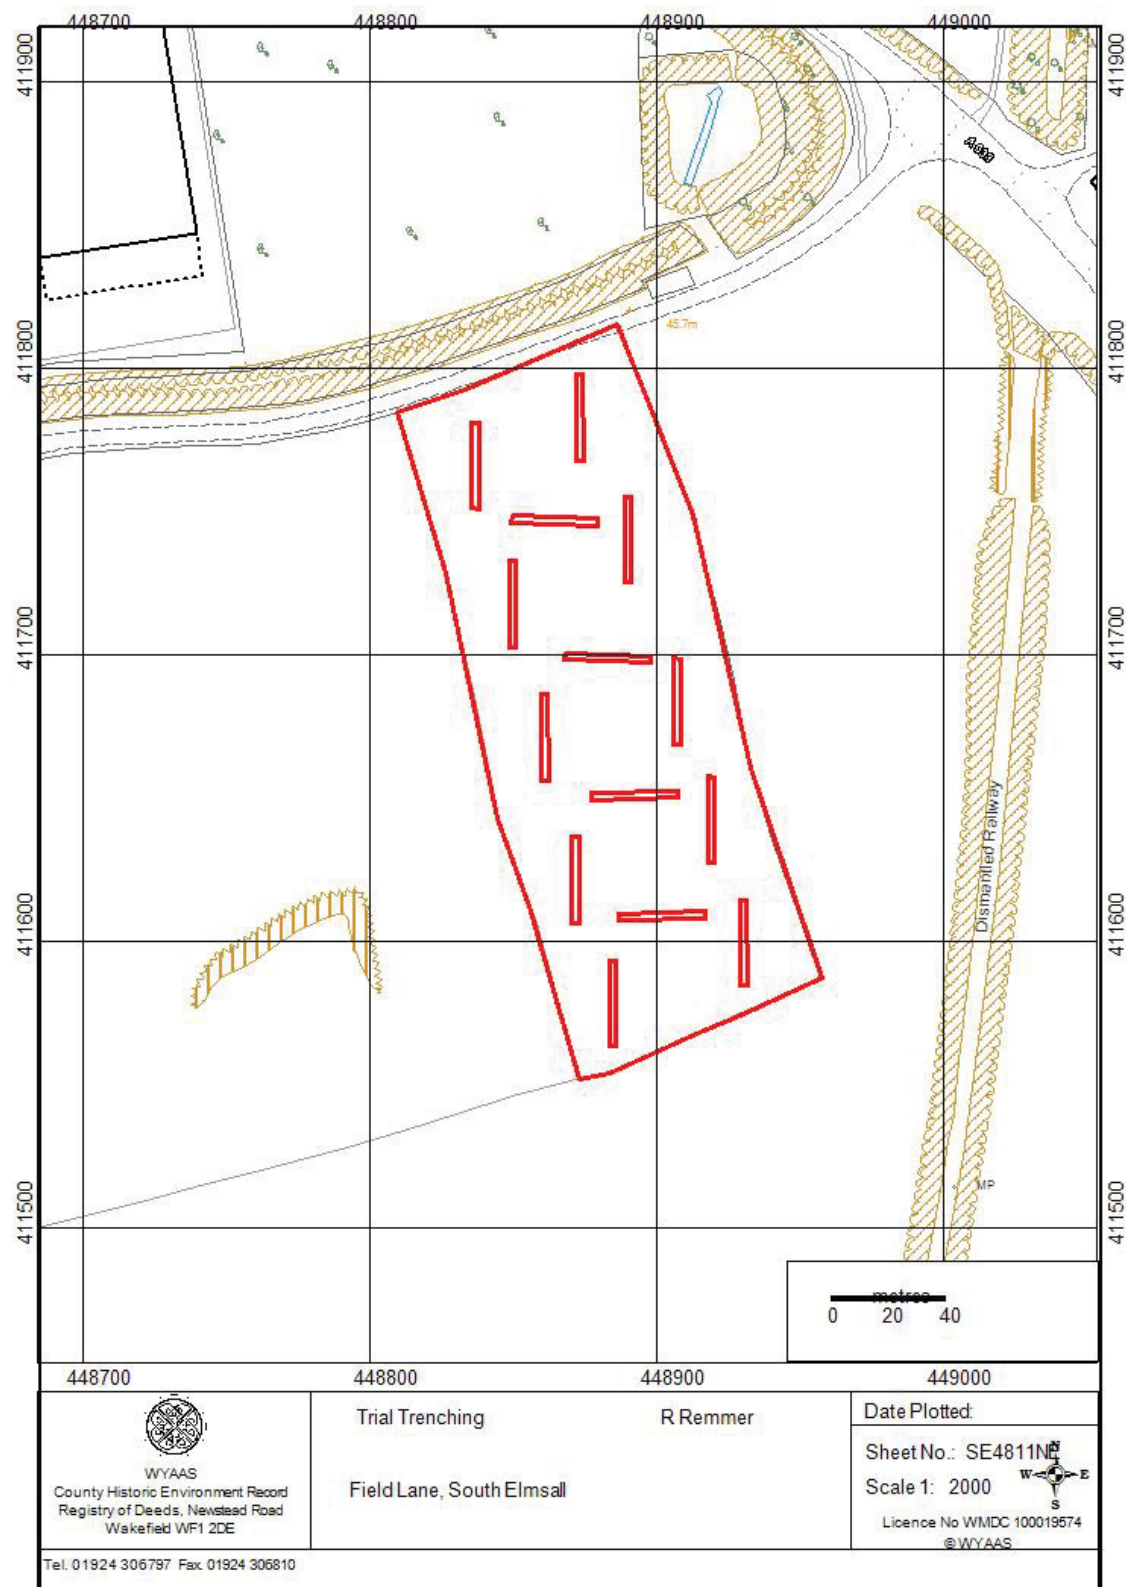 448700 448800 448900 449000
411900 411900
45.7m
411800 411800
411700 411700
Dismantled Railway
411600 411600
MP
411500 411500
metres
0 20 40
448700 448800 448900 449000
WYAAS
County Historic Environment Record
Registry of Deeds, Newstead Road
Wakefield WF1 2DE
Tel. 01924 306797 Fax. 01924 306810
Trial Trenching R Remmer
Field Lane, South Elmsall
Date Plotted:
Sheet No.: SE4811NE
Scale 1: 2000
N
W E
S
Licence No WMDC 100019574
© WYAAS